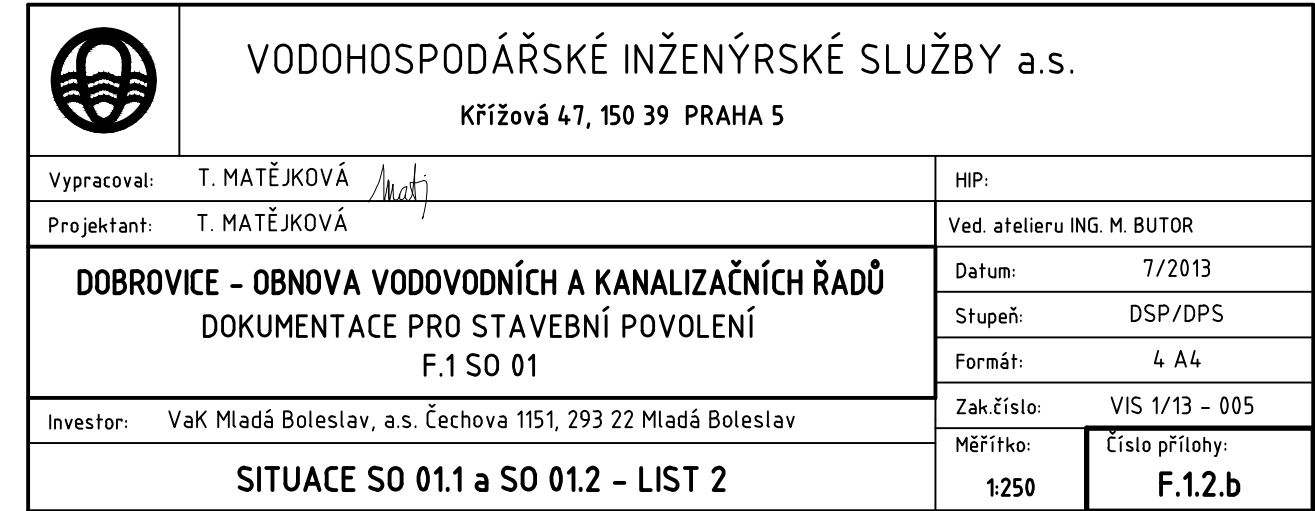 VODOHOSPODÁŘSKÉ INŽENÝRSKÉ SLUŽBY a.s.
Křížová 47, 150 39 PRAHA 5
Vypracoval: T. MATĚJKOVÁ Matj
Projektant: T. MATĚJKOVÁ
HIP:
Ved. atelieru ING. M. BUTOR
DOBROVICE - OBNOVA VODOVODNÍCH A KANALIZAČNÍCH ŘADŮ
DOKUMENTACE PRO STAVEBNÍ POVOLENÍ
F.1 SO 01
Datum: 7/2013
Stupeň: DSP/DPS
Formát: 4 A4
Zak.číslo: VIS 1/13 - 005
Investor: VaK Mladá Boleslav, a.s. Čechova 1151, 293 22 Mladá Boleslav
SITUACE SO 01.1 a SO 01.2 - LIST 2
Měřítko:
1:250
Číslo přílohy:
F.1.2.b